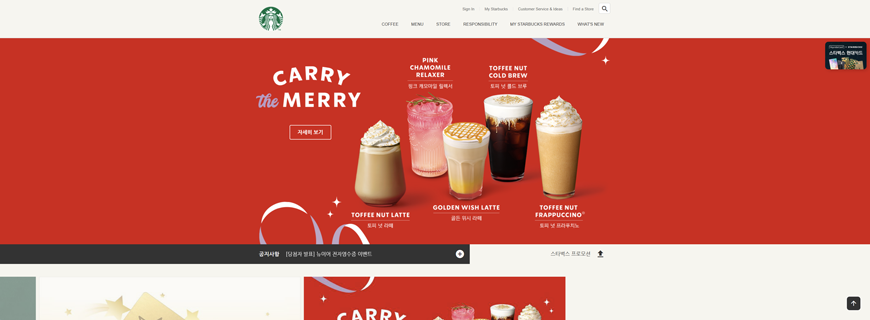 Sign In
My Starbucks
Customer Service & Ideas
Find a Store
COFFEE
MENU
STORE
RESPONSIBILITY
MY STARBUCKS REWARDS
WHAT'S NEW
CARRY
the MERRY
자세히 보기
PINK
CHAMOMILE
RELAXER
핑크 캐모마일 릴렉서
TOFFEE NUT
COLD BREW
토피 넛 콜드 브루
TOFFEE NUT LATTE
토피 넛 라떼
GOLDEN WISH LATTE
골든 위시 라떼
TOFFEE NUT
FRAPPUCCINO®
토피 넛 프라푸치노
스타벅스 현대카드
공지사항
[당첨자 발표] 뉴이어 전자영수증 이벤트
스타벅스 프로모션
CARRY